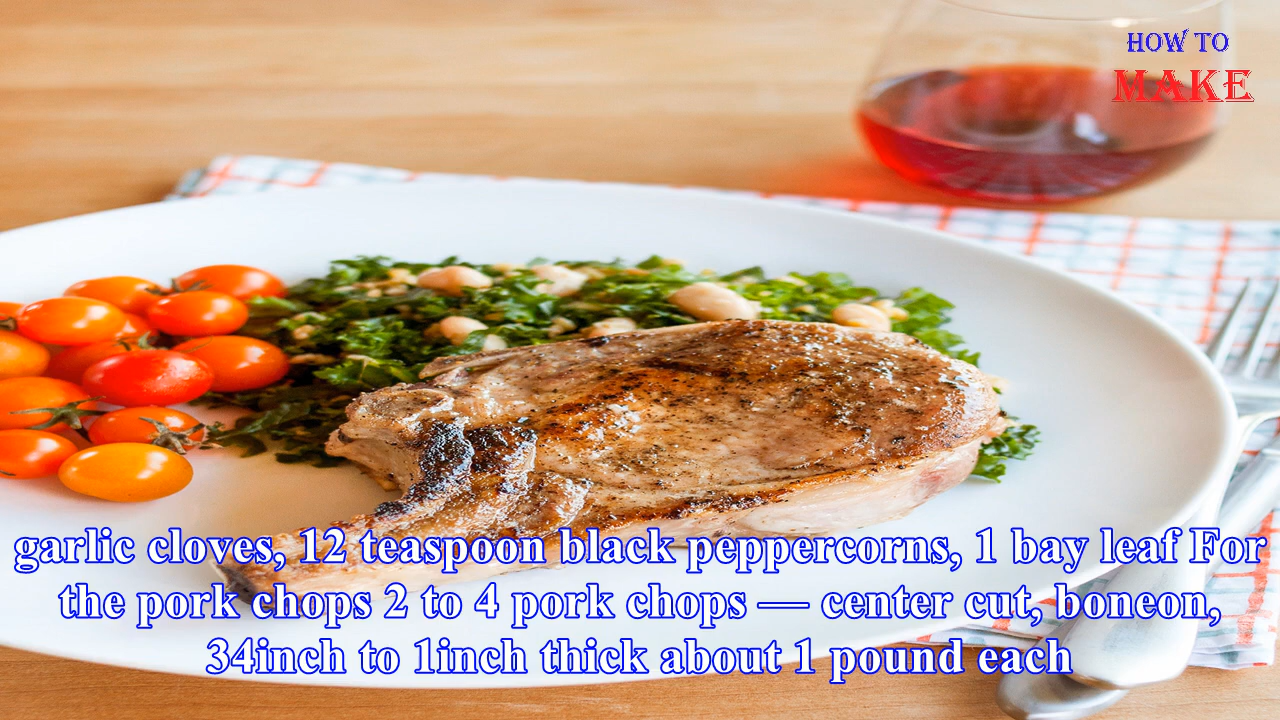 HOW TO
MAKE
garlic cloves, 12 teaspoon black peppercorns, 1 bay leaf For
the pork chops 2 to 4 pork chops — center cut, boneon,
34inch to 1inch thick about 1 pound each